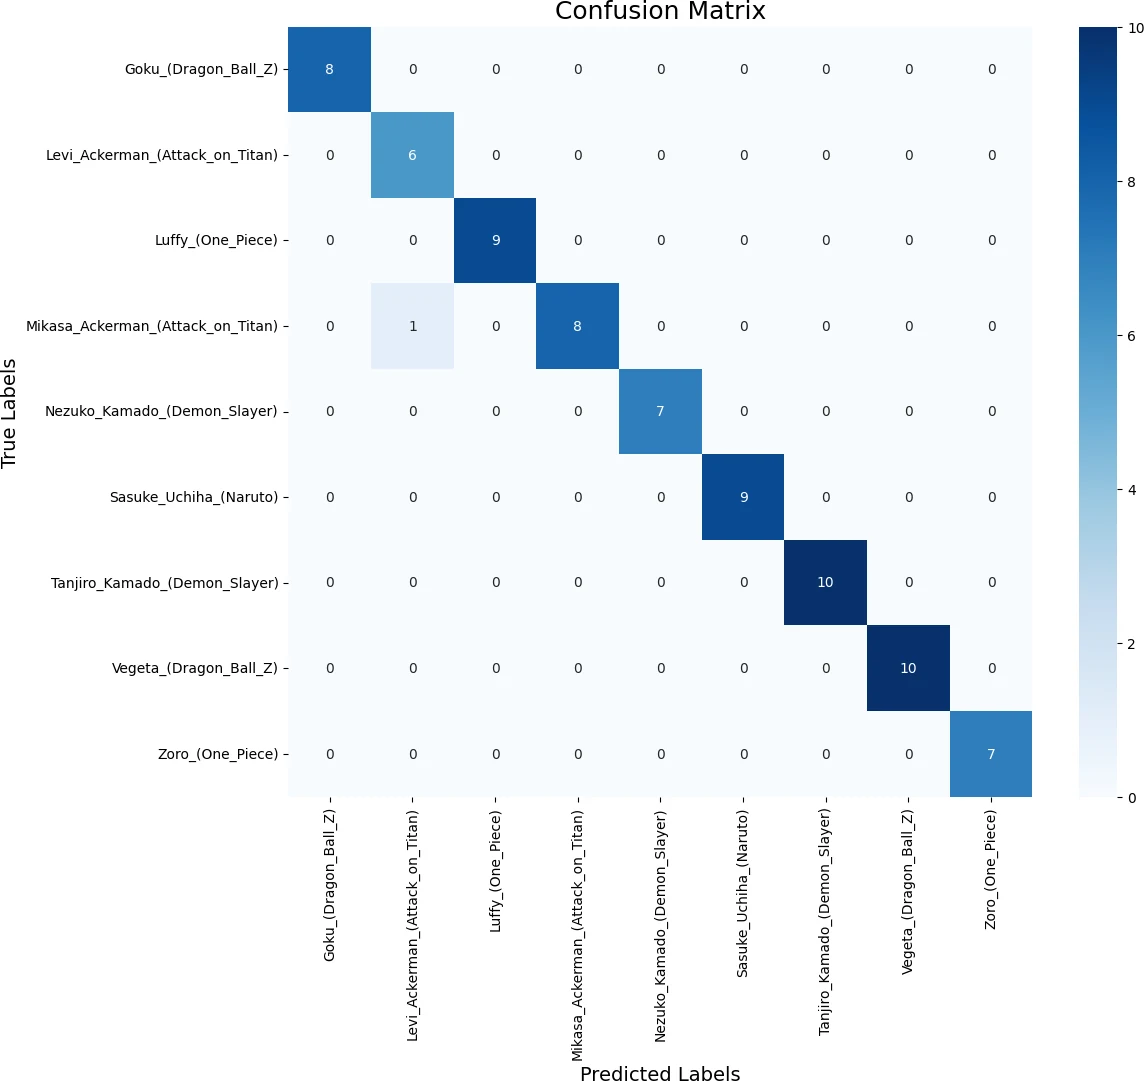 Confusion Matrix
Goku_(Dragon_Ball_Z) 8 0 0 0 0 0 0 0 0
Levi_Ackerman_(Attack_on_Titan) 0 6 0 0 0 0 0 0 0
Luffy_(One_Piece) 0 0 9 0 0 0 0 0 0
Mikasa_Ackerman_(Attack_on_Titan) 0 1 0 8 0 0 0 0 0
Nezuko_Kamado_(Demon_Slayer) 0 0 0 0 7 0 0 0 0
Sasuke_Uchiha_(Naruto) 0 0 0 0 0 9 0 0 0
Tanjiro_Kamado_(Demon_Slayer) 0 0 0 0 0 0 10 0 0
Vegeta_(Dragon_Ball_Z) 0 0 0 0 0 0 0 10 0
Zoro_(One_Piece) 0 0 0 0 0 0 0 0 7
True Labels
Goku_(Dragon_Ball_Z)
Levi_Ackerman_(Attack_on_Titan)
Luffy_(One_Piece)
Mikasa_Ackerman_(Attack_on_Titan)
Nezuko_Kamado_(Demon_Slayer)
Sasuke_Uchiha_(Naruto)
Tanjiro_Kamado_(Demon_Slayer)
Vegeta_(Dragon_Ball_Z)
Zoro_(One_Piece)
Predicted Labels
10
8
6
4
2
0